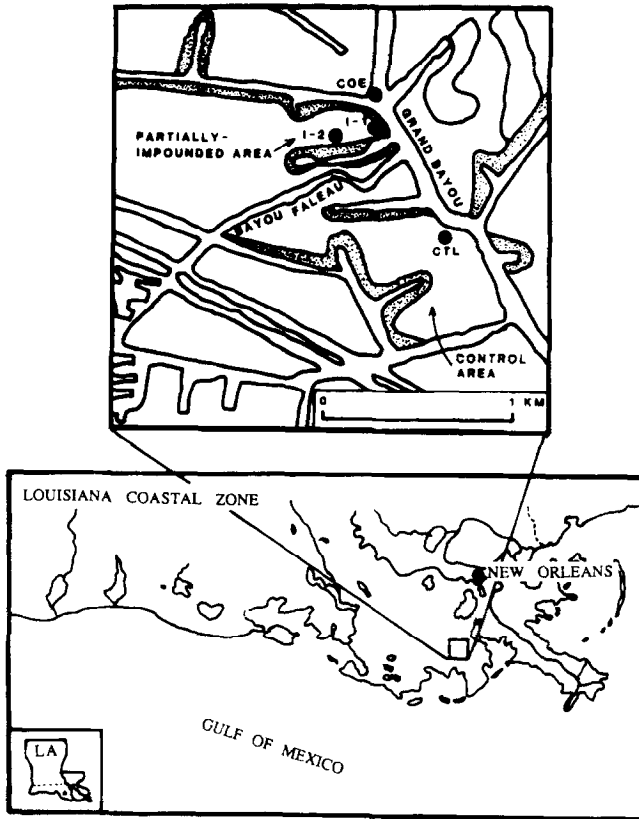 COE
I-1
I-2
PARTIALLY-
IMPOUNDED AREA
GRAND BAYOU
BAYOU FALEAU
CTL
CONTROL
AREA
0 1 KM
LOUISIANA COASTAL ZONE
NEW ORLEANS
GULF OF MEXICO
LA